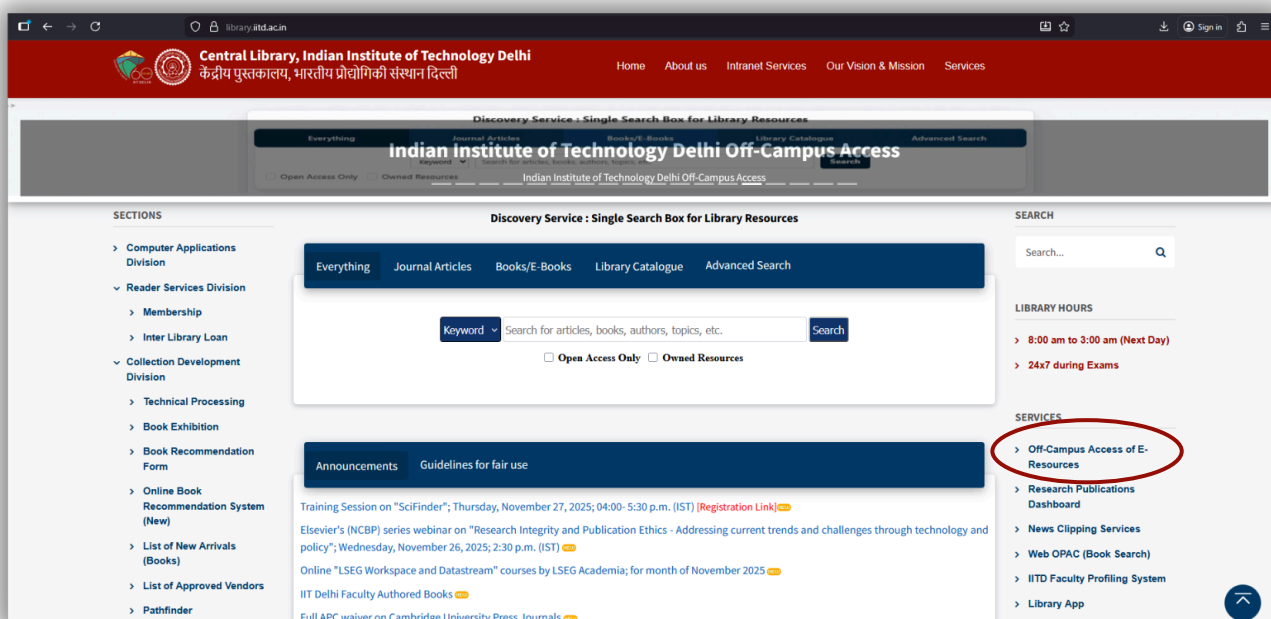 library.iitd.ac.in
Sign in
Central Library, Indian Institute of Technology Delhi
केंद्रीय पुस्तकालय, भारतीय प्रौद्योगिकी संस्थान दिल्ली
Home About us Intranet Services Our Vision & Mission Services
Discovery Service : Single Search Box for Library Resources
Everything Journal Articles Books/E-Books Library Catalogue Advanced Search
Indian Institute of Technology Delhi Off-Campus Access
Keyword Search for articles, books, authors, topics, etc. Search
Open Access Only Owned Resources
Indian Institute of Technology Delhi Off-Campus Access
SECTIONS
Computer Applications
Division
Reader Services Division
Membership
Inter Library Loan
Collection Development
Division
Technical Processing
Book Exhibition
Book Recommendation
Form
Online Book
Recommendation System
(New)
List of New Arrivals
(Books)
List of Approved Vendors
Pathfinder
Discovery Service : Single Search Box for Library Resources
Everything Journal Articles Books/E-Books Library Catalogue Advanced Search
Keyword Search for articles, books, authors, topics, etc. Search
Open Access Only Owned Resources
Announcements Guidelines for fair use
Training Session on "SciFinder"; Thursday, November 27, 2025; 04:00- 5:30 p.m. (IST) [Registration Link]
Elsevier's (NCBP) series webinar on "Research Integrity and Publication Ethics - Addressing current trends and challenges through technology and
policy"; Wednesday, November 26, 2025; 2:30 p.m. (IST)
Online "LSEG Workspace and Datastream" courses by LSEG Academia; for month of November 2025
IIT Delhi Faculty Authored Books
Full APC waiver on Cambridge University Press Journals
SEARCH
Search...
LIBRARY HOURS
8:00 am to 3:00 am (Next Day)
24x7 during Exams
SERVICES
Off-Campus Access of E-
Resources
Research Publications
Dashboard
News Clipping Services
Web OPAC (Book Search)
IITD Faculty Profiling System
Library App